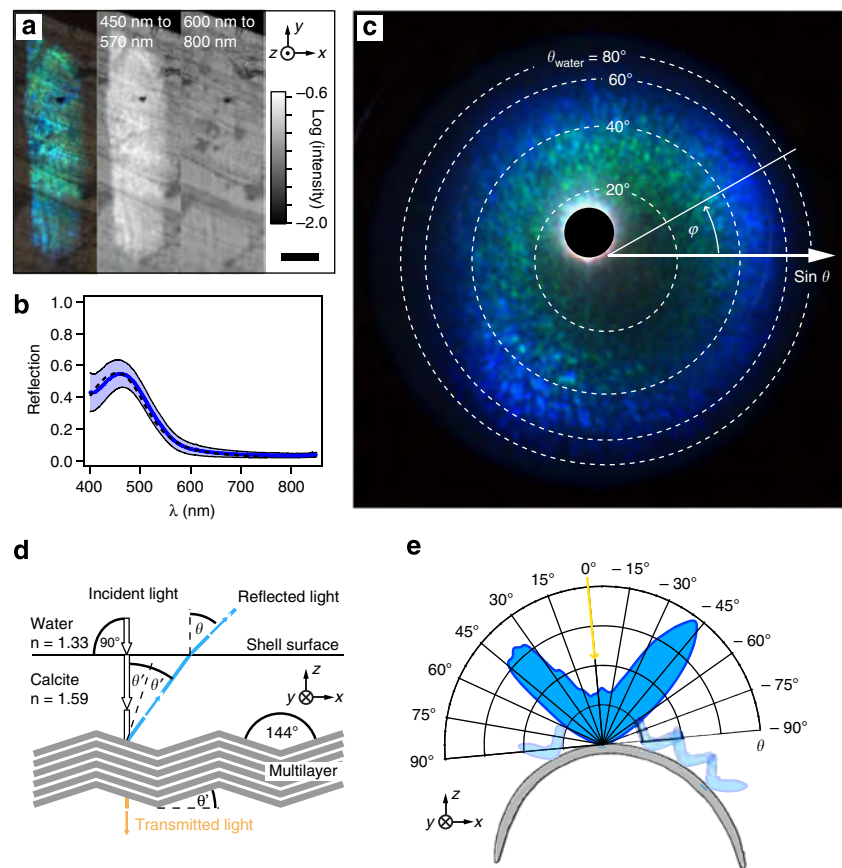 a
450 nm to
570 nm
600 nm to
800 nm
y
z
x
−0.6
Log (intensity)
−2.0
b
1.0
0.8
0.6
0.4
0.2
0.0
Reflection
400
500
600
700
800
λ (nm)
c
θwater = 80°
60°
40°
20°
φ
Sin θ
d
Incident light
Reflected light
Water
n = 1.33
90°
θ
Shell surface
Calcite
n = 1.59
θ'
θ'
z
y
x
144°
Multilayer
θ'
Transmitted light
e
0°
15°
− 15°
30°
− 30°
45°
− 45°
60°
− 60°
75°
− 75°
90°
− 90°
θ
z
y
x